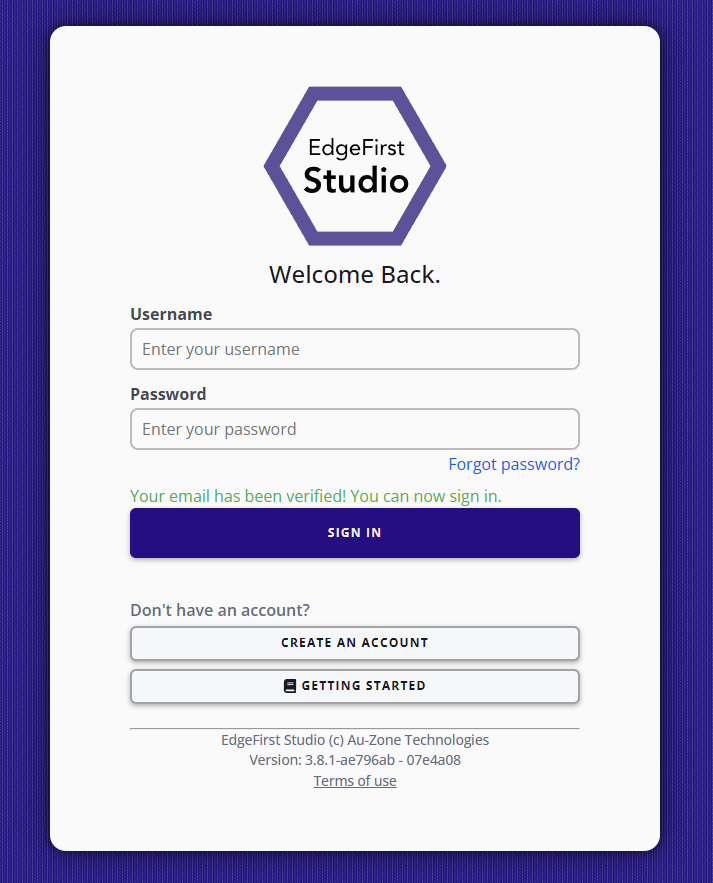 EdgeFirst
Studio
Welcome Back.
Username
Enter your username
Password
Enter your password
Forgot password?
Your email has been verified! You can now sign in.
SIGN IN
Don't have an account?
CREATE AN ACCOUNT
GETTING STARTED
EdgeFirst Studio (c) Au-Zone Technologies
Version: 3.8.1-ae796ab - 07e4a08
Terms of use